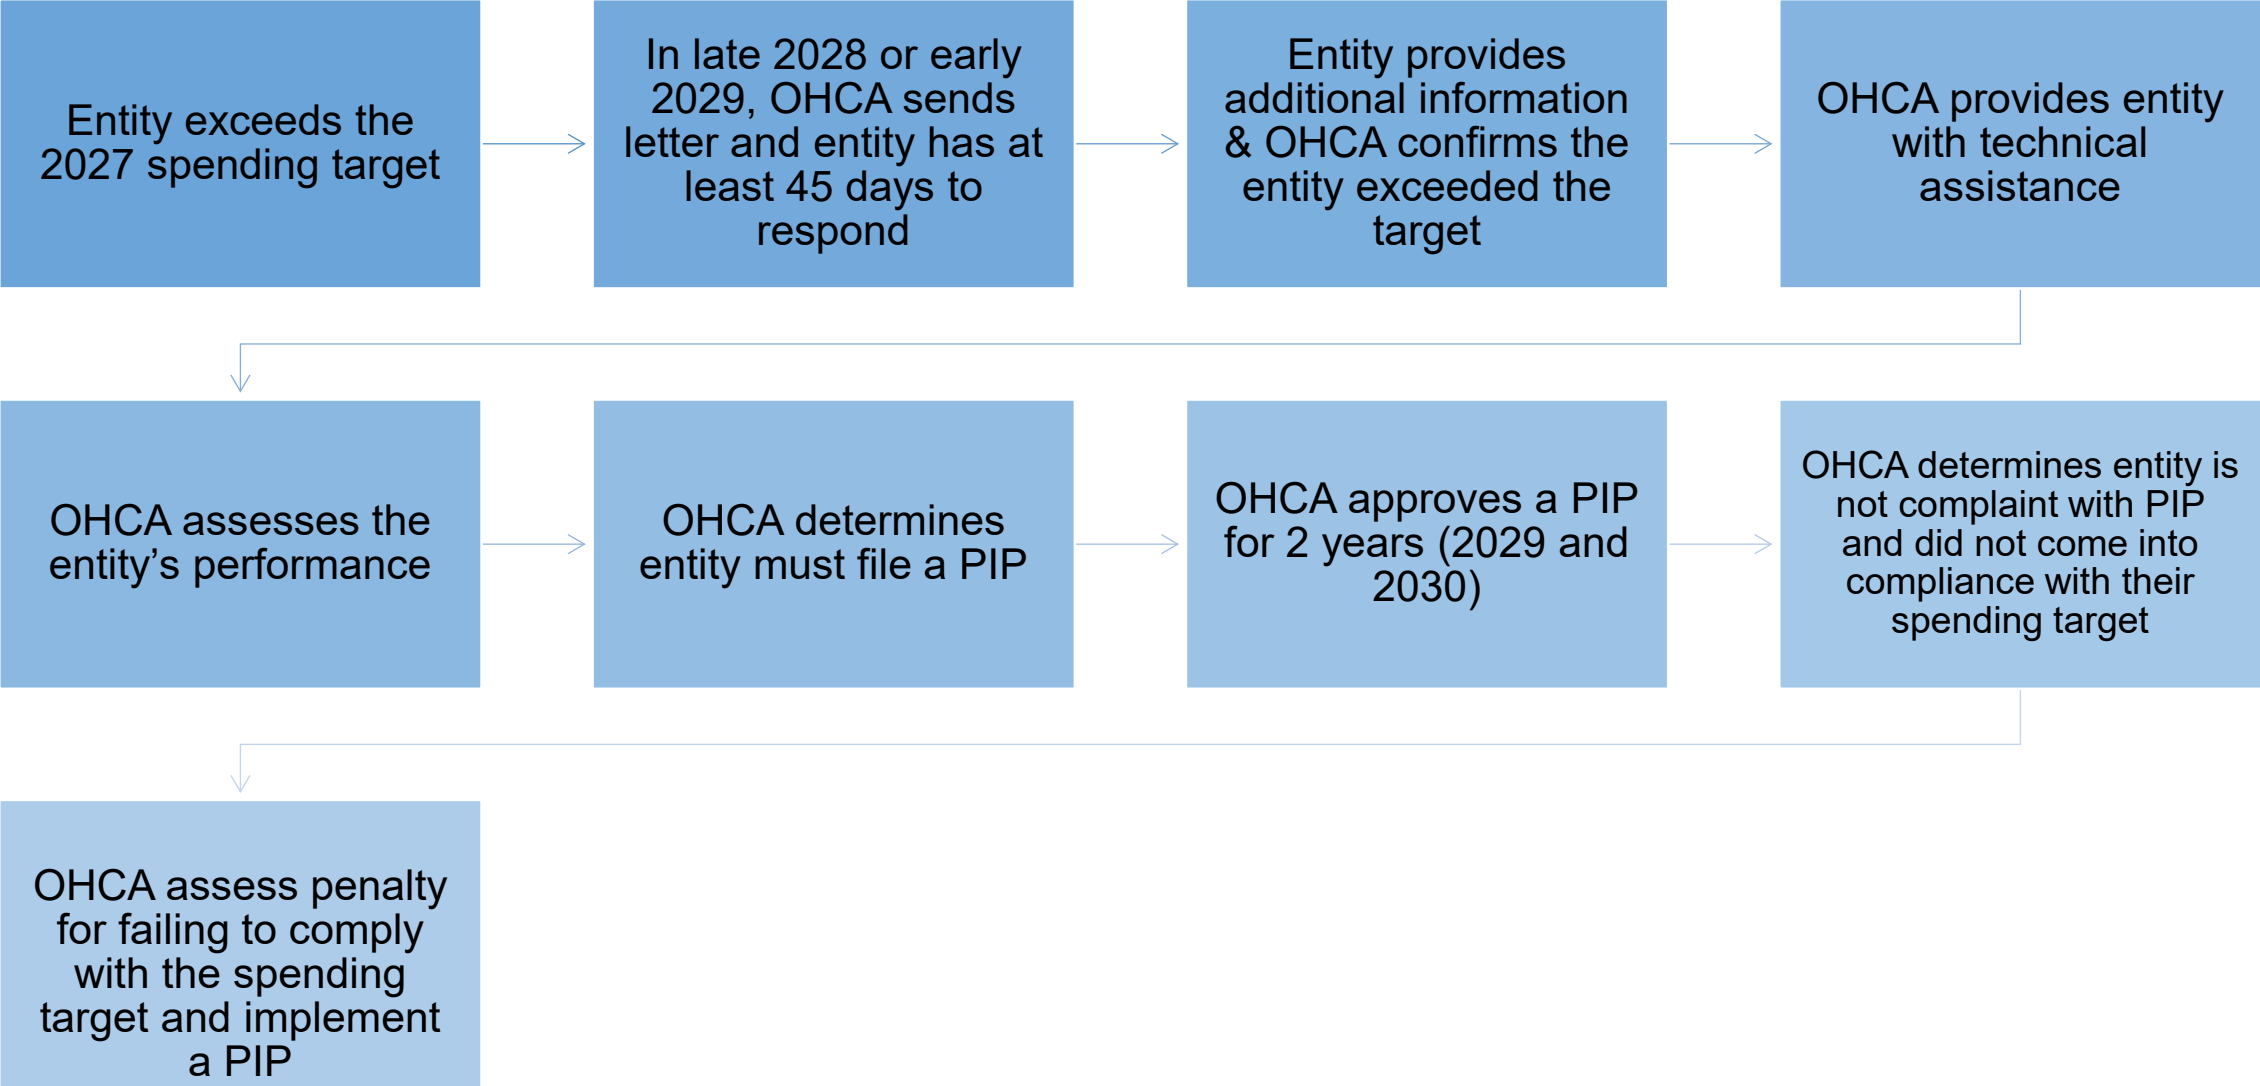 Entity exceeds the
2027 spending target
In late 2028 or early
2029, OHCA sends
letter and entity has at
least 45 days to
respond
Entity provides
additional information
& OHCA confirms the
entity exceeded the
target
OHCA provides entity
with technical
assistance
OHCA assesses the
entity’s performance
OHCA determines
entity must file a PIP
OHCA approves a PIP
for 2 years (2029 and
2030)
OHCA determines entity is
not complaint with PIP
and did not come into
compliance with their
spending target
OHCA assess penalty
for failing to comply
with the spending
target and implement
a PIP